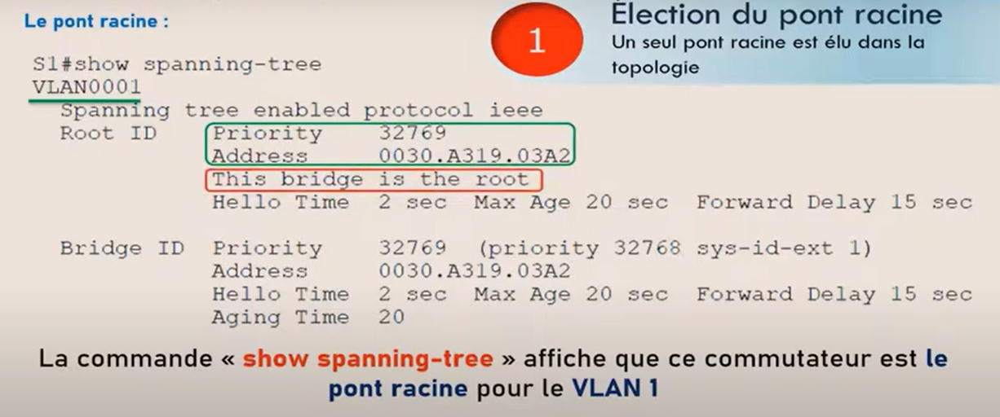 Le pont racine :
1
Élection du pont racine
Un seul pont racine est élu dans la
topologie
S1#show spanning-tree
VLAN0001
Spanning tree enabled protocol ieee
Root ID Priority 32769
Address 0030.A319.03A2
This bridge is the root
Hello Time 2 sec Max Age 20 sec Forward Delay 15 sec
Bridge ID Priority 32769 (priority 32768 sys-id-ext 1)
Address 0030.A319.03A2
Hello Time 2 sec Max Age 20 sec Forward Delay 15 sec
Aging Time 20
La commande « show spanning-tree » affiche que ce commutateur est le
pont racine pour le VLAN 1